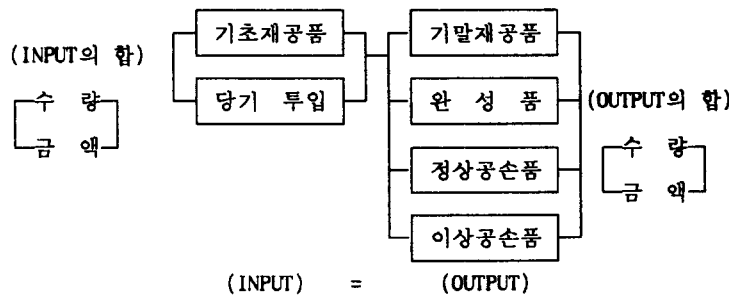 기초재공품 기말재공품
(INPUT의 합)
당기 투입 완 성 품 (OUTPUT의 합)
수 량
금 액
정상공손품 수 량
금 액
이상공손품
(INPUT) = (OUTPUT)